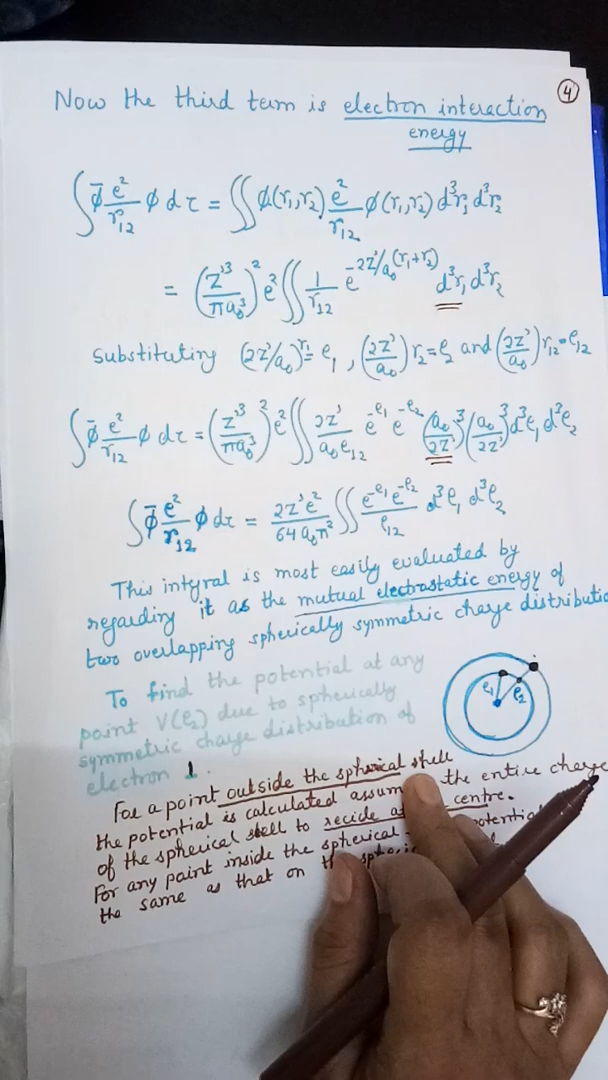 4
Now the third term is electron interaction
energy
∫ φ̄ e²/r₁₂ φ dτ = ∬ φ(r₁,r₂) e²/r₁₂ φ(r₁,r₂) d³r₁ d³r₂
= (Z'³/πa₀³)² e² ∬ 1/r₁₂ e^(-2Z'/a₀(r₁+r₂)) d³r₁ d³r₂
Substituting (2Z'/a₀)r₁ = ρ₁, (2Z'/a₀)r₂ = ρ₂ and (2Z'/a₀)r₁₂ = ρ₁₂
∫ φ̄ e²/r₁₂ φ dτ = (Z'³/πa₀³)² e² ∬ 2Z'/a₀ρ₁₂ e^-ρ₁ e^-ρ₂ (a₀/2Z')³ (a₀/2Z')³ d³ρ₁ d³ρ₂
∫ φ̄ e²/r₁₂ φ dτ = 2Z'e²/64a₀π² ∬ e^-ρ₁ e^-ρ₂/ρ₁₂ d³ρ₁ d³ρ₂
This intgral is most easily evaluated by
regarding it as the mutual electrostatic energy of
two overlapping spherically symmetric charge distributio
To find the potential at any
point V(ρ₂) due to spherically
symmetric charge distribution of
electron 1.
ρ₁ ρ₂
For a point outside the spherical shell
the potential is calculated assum the entire charge
of the spherical shell to recide centre.
For any point inside the spherical potential
the same as that on